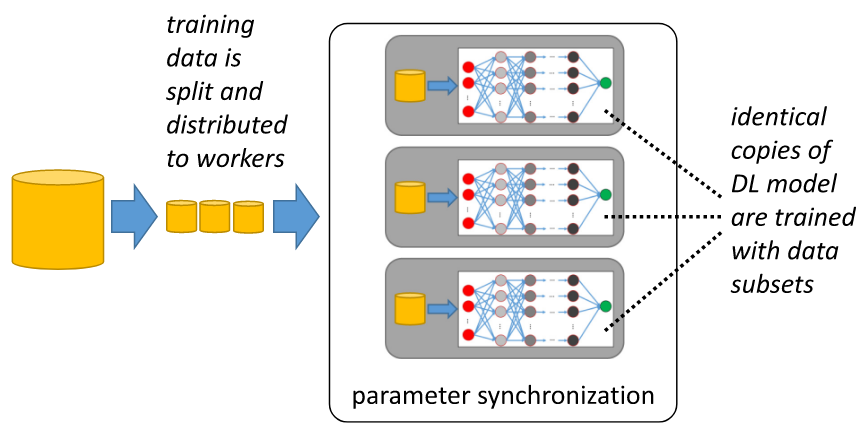 training
data is
split and
distributed
to workers
identical
copies of
DL model
are trained
with data
subsets
parameter synchronization